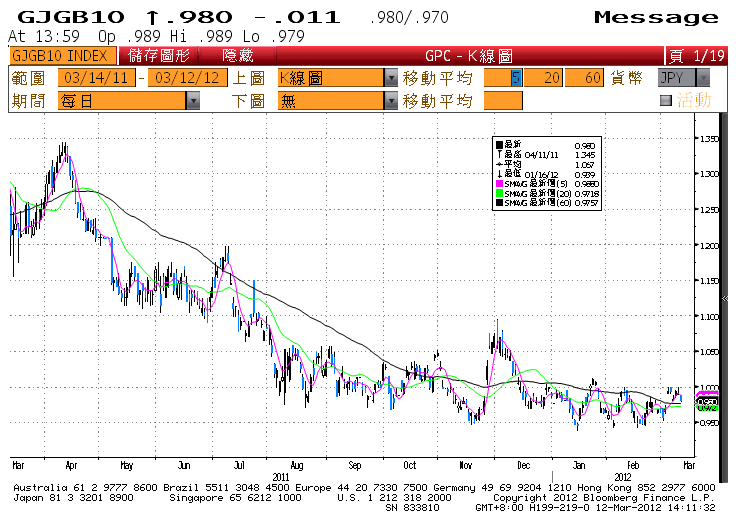 GJGB10 ↑.980 -.011 .980/.970 Message
At 13:59 Op .989 Hi .989 Lo .979
GJGB10 INDEX 儲存圖形 隱藏 GPC - K線圖 頁 1/19
範圍 03/14/11 - 03/12/12 上圖 K線圖 移動平均 5 20 60 貨幣 JPY
期間 每日 下圖 無 移動平均 活動
最新 0.980
最高 04/11/11 1.345
平均 1.067
最低 01/16/12 0.939
SMAVG 最新價(5) 0.9880
SMAVG 最新價(20) 0.9718
SMAVG 最新價(60) 0.9757
1.350
1.300
1.250
1.200
1.150
1.100
1.050
1.000
0.980
0.950
Mar Apr May Jun Jul Aug Sep Oct Nov Dec Jan Feb Mar
2011 2012
Australia 61 2 9777 8600 Brazil 5511 3048 4500 Europe 44 20 7330 7500 Germany 49 69 9204 1210 Hong Kong 852 2977 6000
Japan 81 3 3201 8900 Singapore 65 6212 1000 U.S. 1 212 318 2000 Copyright 2012 Bloomberg Finance L.P.
SN 833810 GMT+8:00 H199-219-0 12-Mar-2012 14:11:32